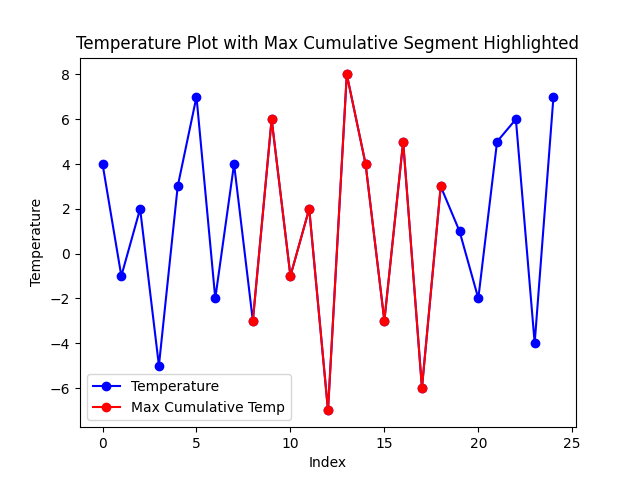 Temperature Plot with Max Cumulative Segment Highlighted
8
6
4
2
0
−2
−4
−6
Temperature
Temperature
Max Cumulative Temp
0 5 10 15 20 25
Index